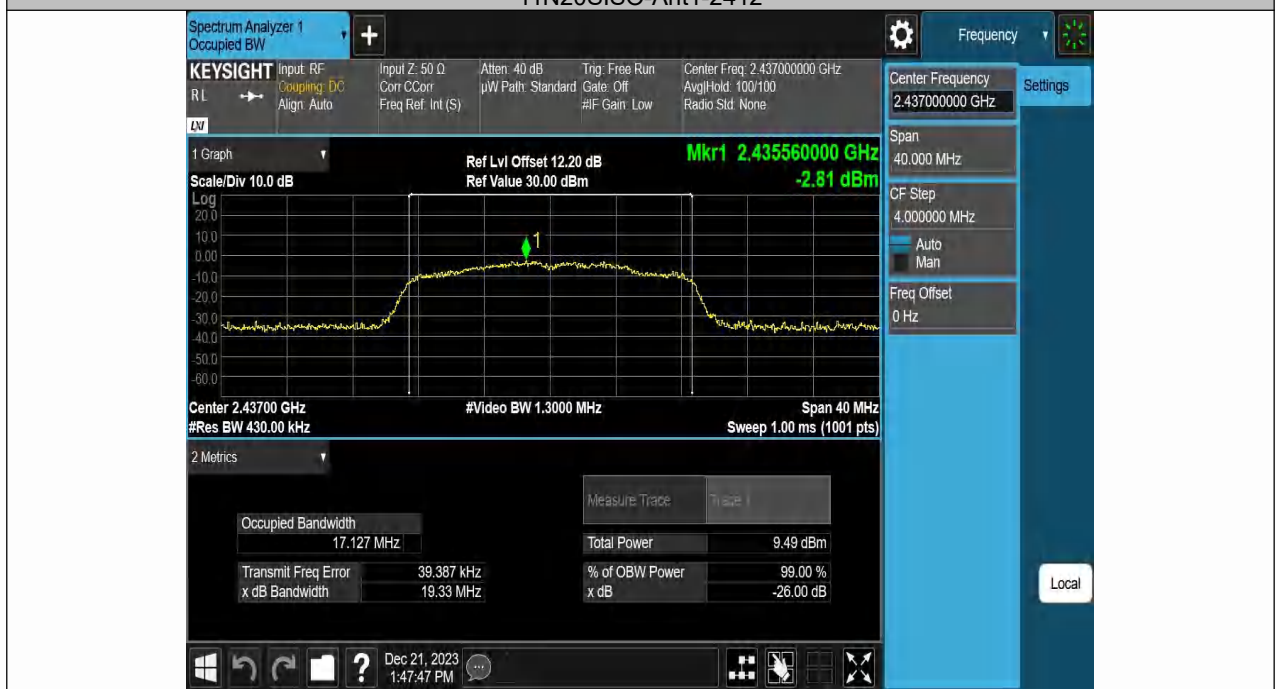 11N20SISO-Ant1-2412
Spectrum Analyzer 1
Occupied BW
Frequency
KEYSIGHT
RL
LXI
Input: RF
Coupling: DC
Align: Auto
Input Z: 50 Ω
Corr CCorr
Freq Ref: Int (S)
Atten: 40 dB
µW Path: Standard
Trig: Free Run
Gate: Off
#IF Gain: Low
Center Freq: 2.437000000 GHz
Avg|Hold: 100/100
Radio Std: None
Center Frequency
2.437000000 GHz
Settings
Span
40.000 MHz
CF Step
4.000000 MHz
Auto
Man
Freq Offset
0 Hz
Local
1 Graph
Scale/Div 10.0 dB
Ref Lvl Offset 12.20 dB
Ref Value 30.00 dBm
Mkr1 2.435560000 GHz
-2.81 dBm
Log
20.0
10.0
0.00
-10.0
-20.0
-30.0
-40.0
-50.0
-60.0
1
Center 2.43700 GHz
#Res BW 430.00 kHz
#Video BW 1.3000 MHz
Span 40 MHz
Sweep 1.00 ms (1001 pts)
2 Metrics
Measure Trace Trace 1
Occupied Bandwidth
17.127 MHz
Total Power 9.49 dBm
Transmit Freq Error 39.387 kHz
% of OBW Power 99.00 %
x dB Bandwidth 19.33 MHz
x dB -26.00 dB
Dec 21, 2023
1:47:47 PM